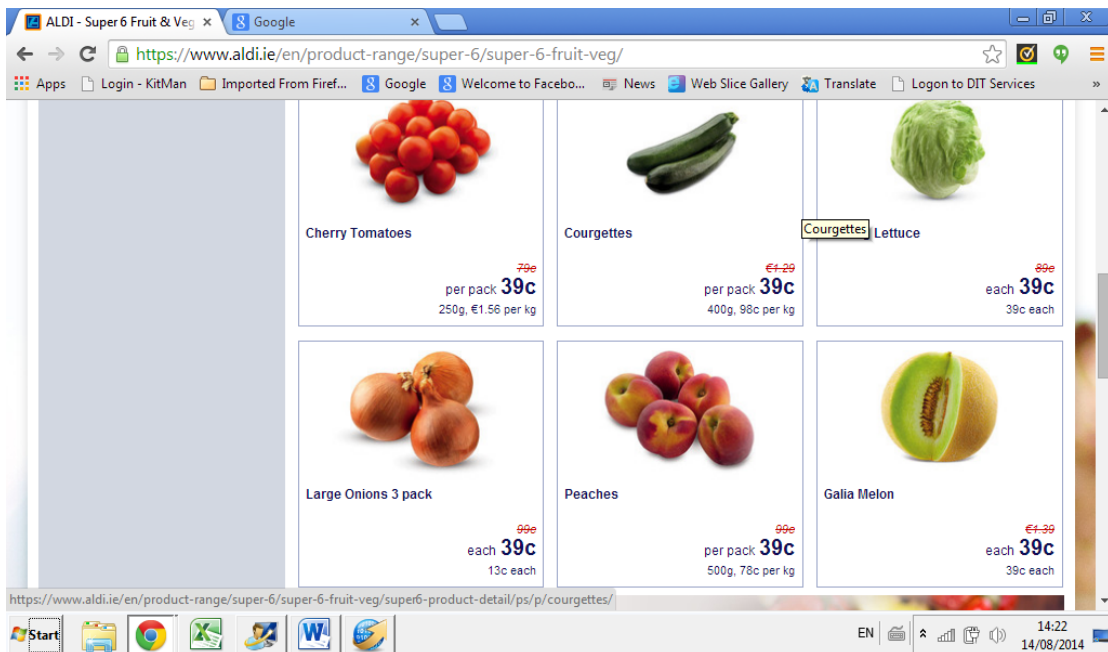 ALDI - Super 6 Fruit & Veg
Google
https://www.aldi.ie/en/product-range/super-6/super-6-fruit-veg/
Apps Login - KitMan Imported From Firef... Google Welcome to Facebo... News Web Slice Gallery Translate Logon to DIT Services »
Cherry Tomatoes
79c
per pack 39c
250g, €1.56 per kg
Courgettes
€1.29
per pack 39c
400g, 98c per kg
Courgettes
Lettuce
89c
each 39c
39c each
Large Onions 3 pack
99c
each 39c
13c each
Peaches
99c
per pack 39c
500g, 78c per kg
Galia Melon
€1.39
each 39c
39c each
https://www.aldi.ie/en/product-range/super-6/super-6-fruit-veg/super6-product-detail/ps/p/courgettes/
Start
EN
14:22
14/08/2014